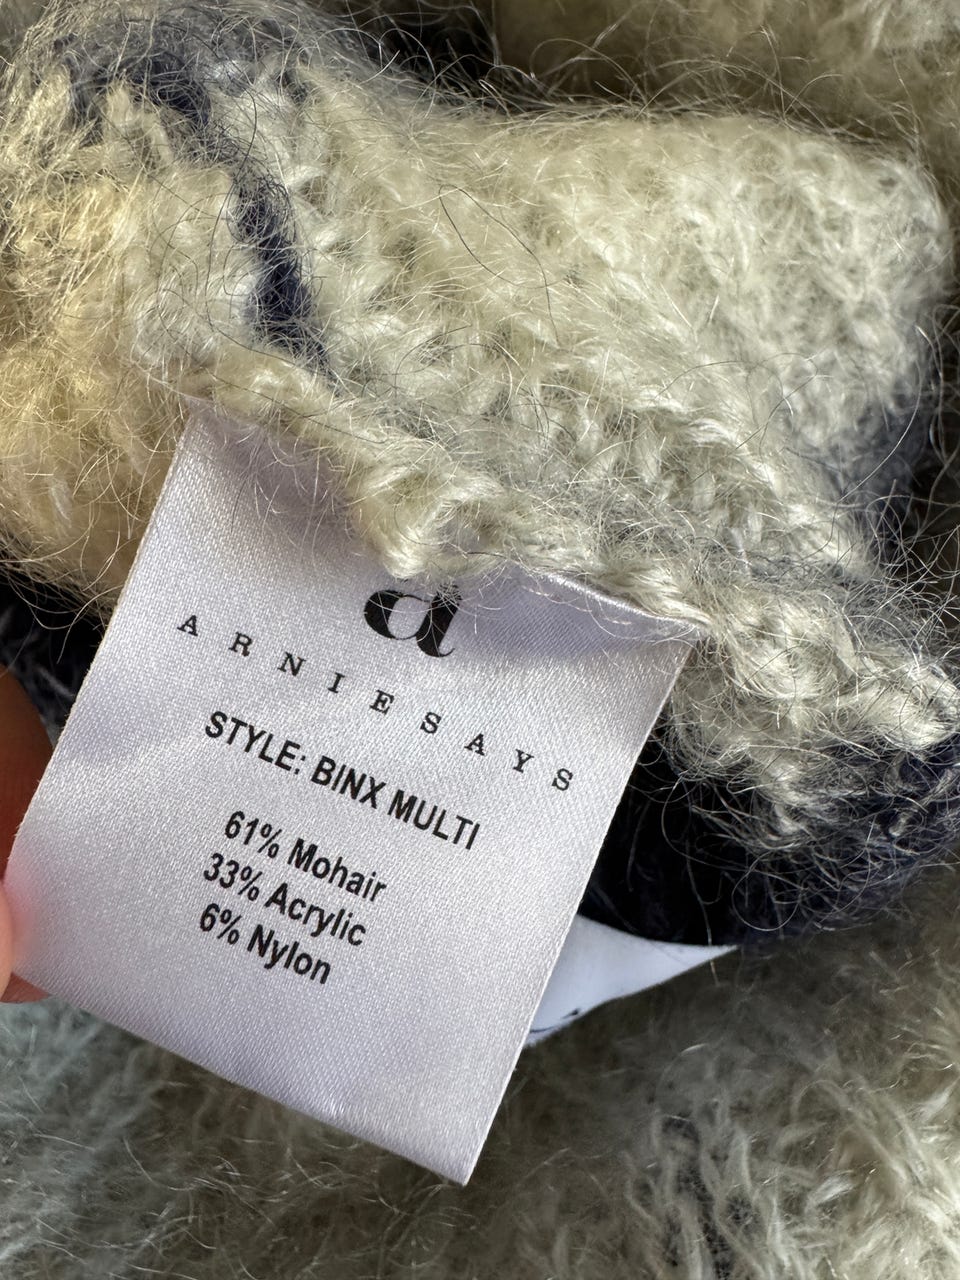 a
ARNIESAYS
STYLE: BINX MULTI
61% Mohair
33% Acrylic
6% Nylon